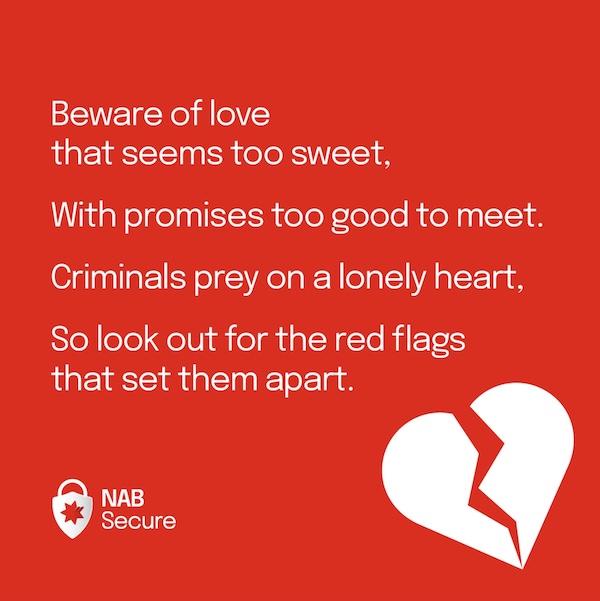 Beware of love
that seems too sweet,
With promises too good to meet.
Criminals prey on a lonely heart,
So look out for the red flags
that set them apart.
NAB
Secure